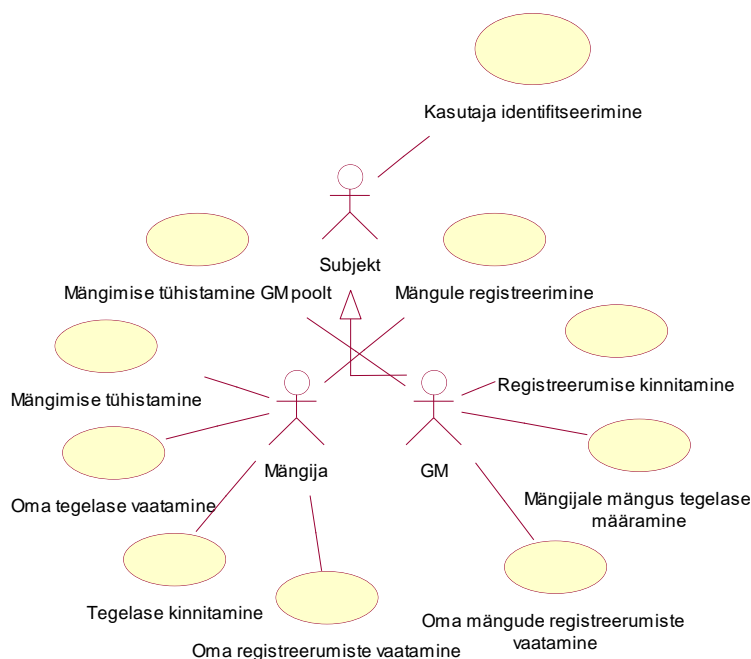 Kasutaja identifitseerimine
Subjekt
Mängimise tühistamine GM poolt
Mängule registreerimine
Mängimise tühistamine
Registreerumise kinnitamine
Mängija
GM
Oma tegelase vaatamine
Mängijale mängus tegelase
määramine
Tegelase kinnitamine
Oma registreerumiste vaatamine
Oma mängude registreerumiste
vaatamine